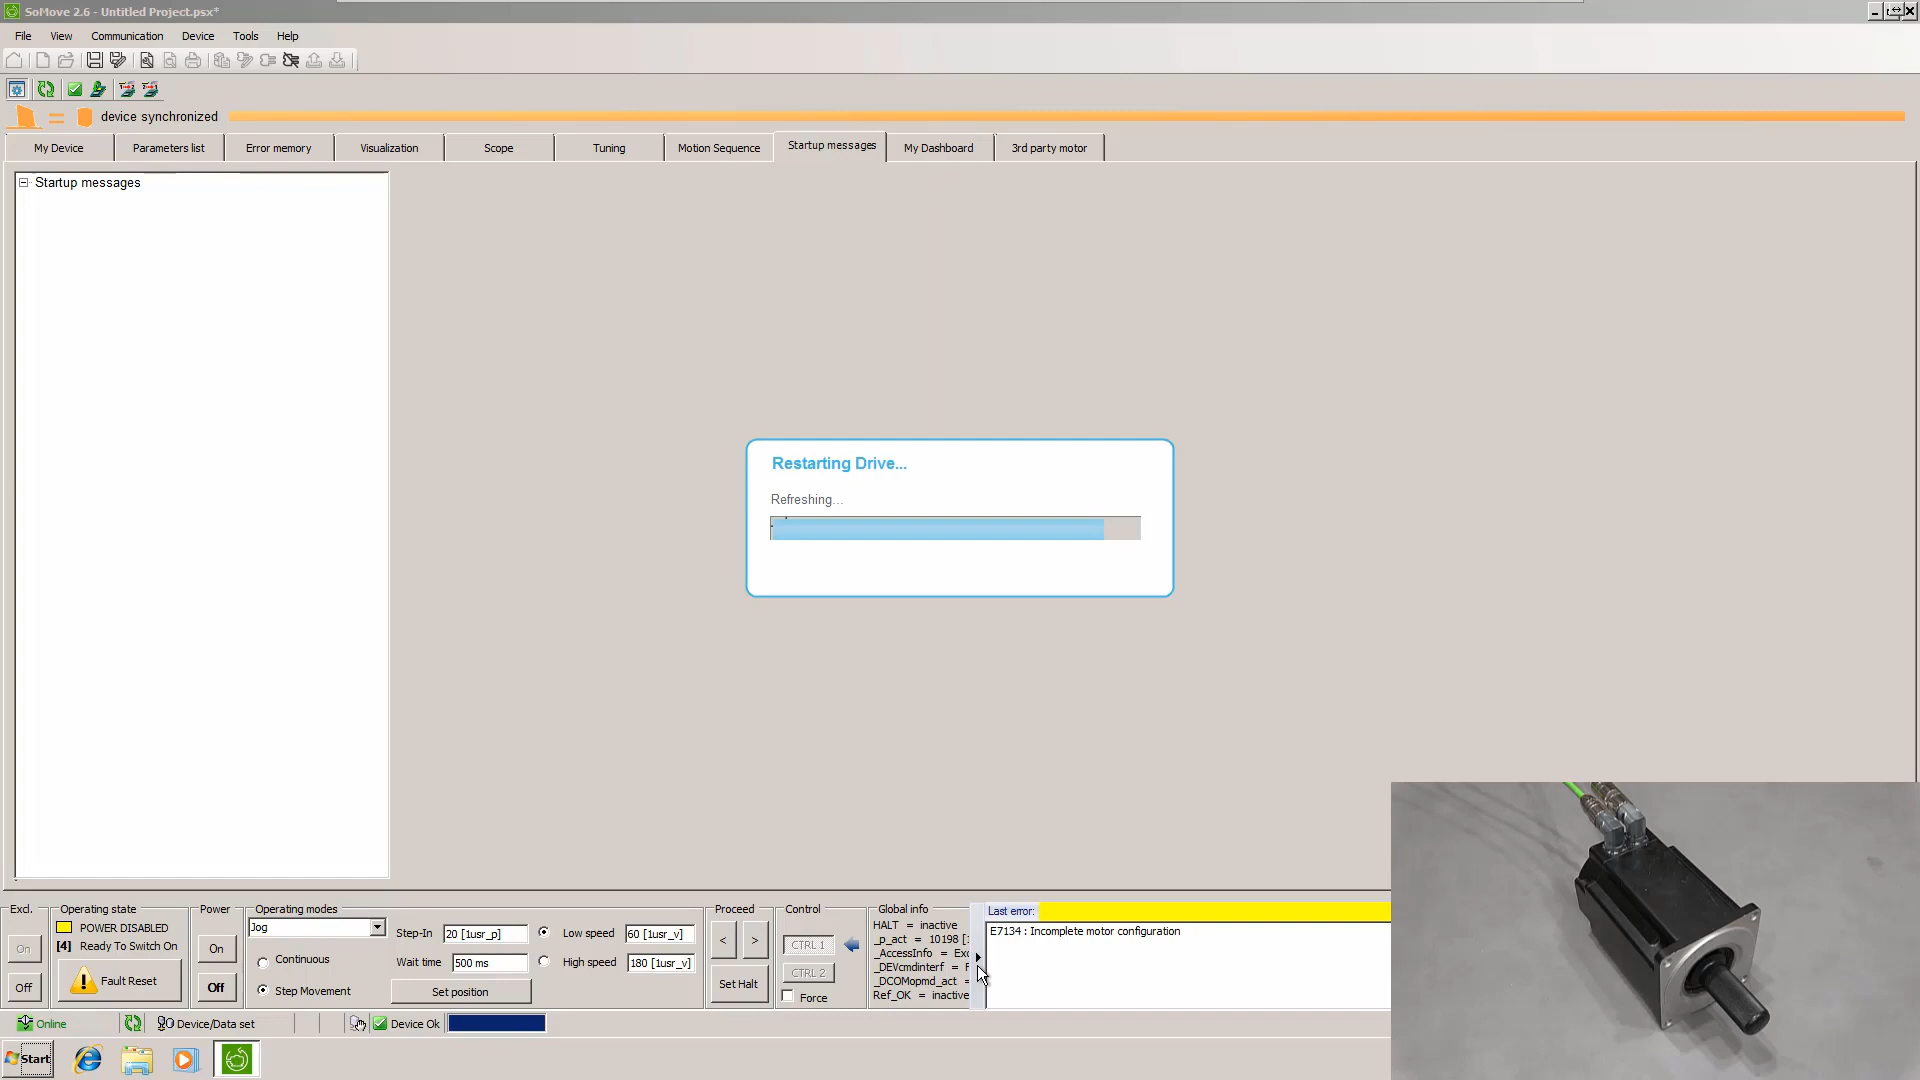 SoMove 2.6 - Untitled Project.psx*
File View Communication Device Tools Help
device synchronized
My Device Parameters list Error memory Visualization Scope Tuning Motion Sequence Startup messages My Dashboard 3rd party motor
Startup messages
Restarting Drive...
Refreshing...
Excl.
On
Off
Operating state
POWER DISABLED
[4] Ready To Switch On
Fault Reset
Power
On
Off
Operating modes
Jog
Continuous
Step Movement
Step-In 20 [1usr_p]
Wait time 500 ms
Set position
Low speed 60 [1usr_v]
High speed 180 [1usr_v]
Proceed
< >
Set Halt
Control
CTRL 1
CTRL 2
Force
Global info
HALT = inactive
_p_act = 10198 [1
_AccessInfo = Exc
_DEVcmdinterf = F
_DCOMopmd_act =
Ref_OK = inactive
Last error:
E7134 : Incomplete motor configuration
Online Device/Data set Device Ok
Start